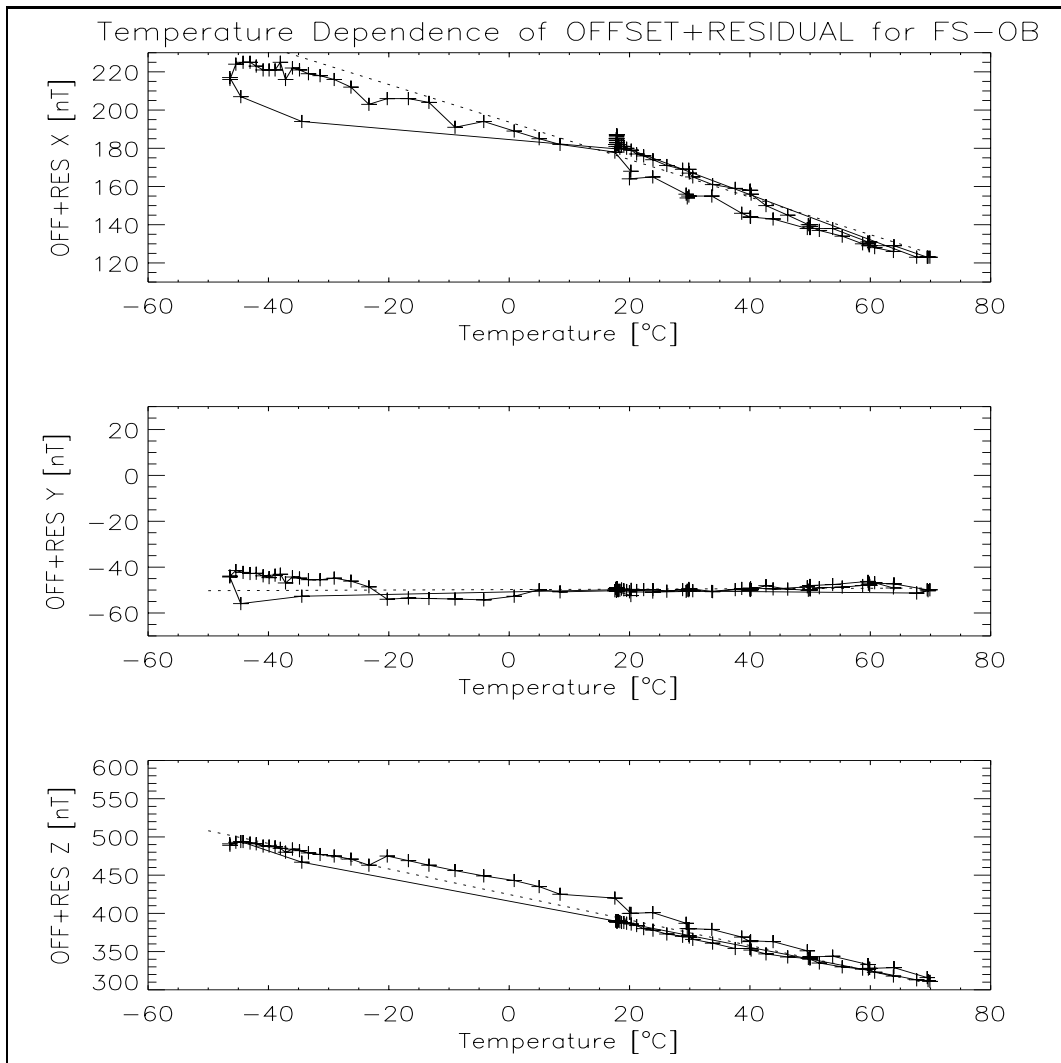 Temperature Dependence of OFFSET+RESIDUAL for FS-OB
OFF+RES X [nT]
220
200
180
160
140
120
-60 -40 -20 0 20 40 60 80
Temperature [°C]
OFF+RES Y [nT]
20
0
-20
-40
-60
-60 -40 -20 0 20 40 60 80
Temperature [°C]
OFF+RES Z [nT]
600
550
500
450
400
350
300
-60 -40 -20 0 20 40 60 80
Temperature [°C]